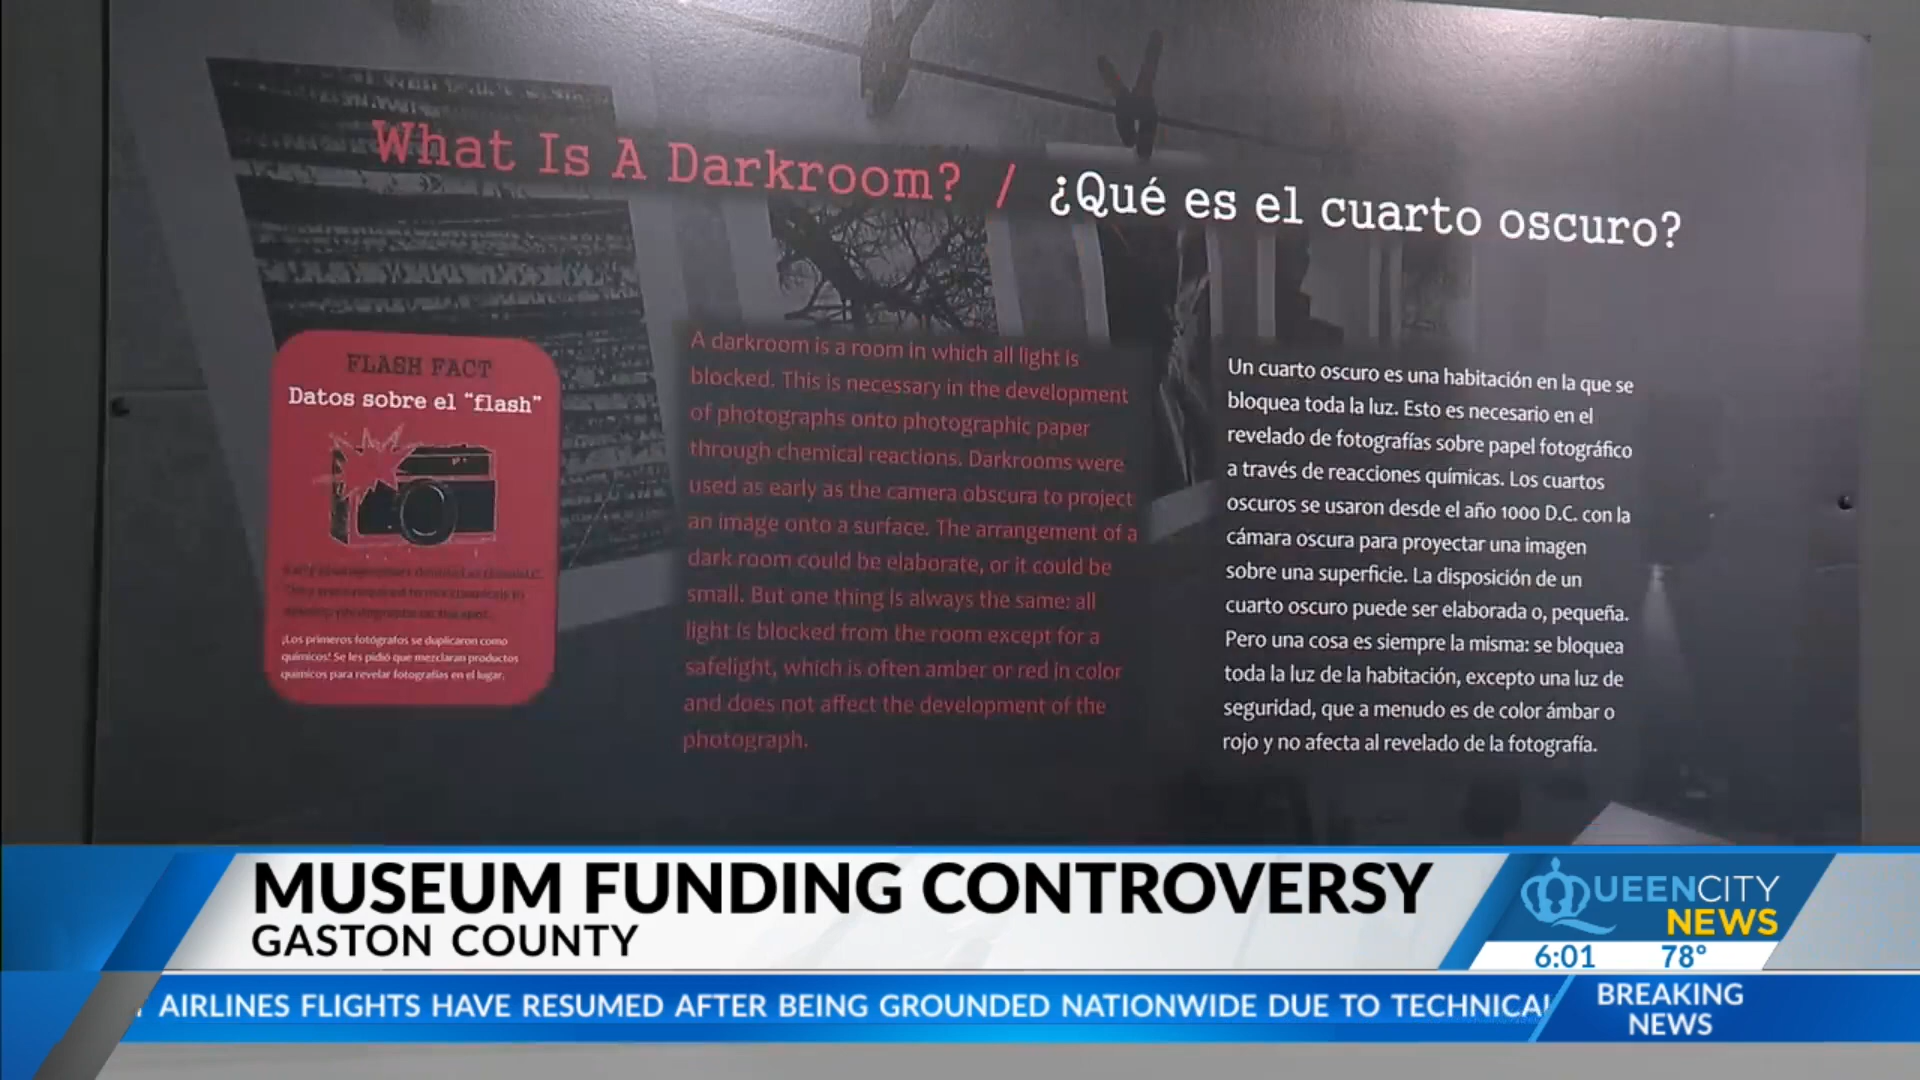 What Is A Darkroom? / ¿Qué es el cuarto oscuro?
FLASH FACT
Datos sobre el "flash"
¡Los primeros fotógrafos se duplicaron como
químicos! Se les pidió que mezclaran productos
químicos para revelar fotografías en el lugar.
A darkroom is a room in which all light is
blocked. This is necessary in the development
of photographs onto photographic paper
through chemical reactions. Darkrooms were
used as early as the camera obscura to project
an image onto a surface. The arrangement of a
dark room could be elaborate, or it could be
small. But one thing is always the same: all
light is blocked from the room except for a
safelight, which is often amber or red in color
and does not affect the development of the
photograph.
Un cuarto oscuro es una habitación en la que se
bloquea toda la luz. Esto es necesario en el
revelado de fotografías sobre papel fotográfico
a través de reacciones químicas. Los cuartos
oscuros se usaron desde el año 1000 D.C. con la
cámara oscura para proyectar una imagen
sobre una superficie. La disposición de un
cuarto oscuro puede ser elaborada o, pequeña.
Pero una cosa es siempre la misma: se bloquea
toda la luz de la habitación, excepto una luz de
seguridad, que a menudo es de color ámbar o
rojo y no afecta al revelado de la fotografía.
MUSEUM FUNDING CONTROVERSY
GASTON COUNTY
QUEEN CITY
NEWS
6:01 78°
AIRLINES FLIGHTS HAVE RESUMED AFTER BEING GROUNDED NATIONWIDE DUE TO TECHNICAL
BREAKING
NEWS